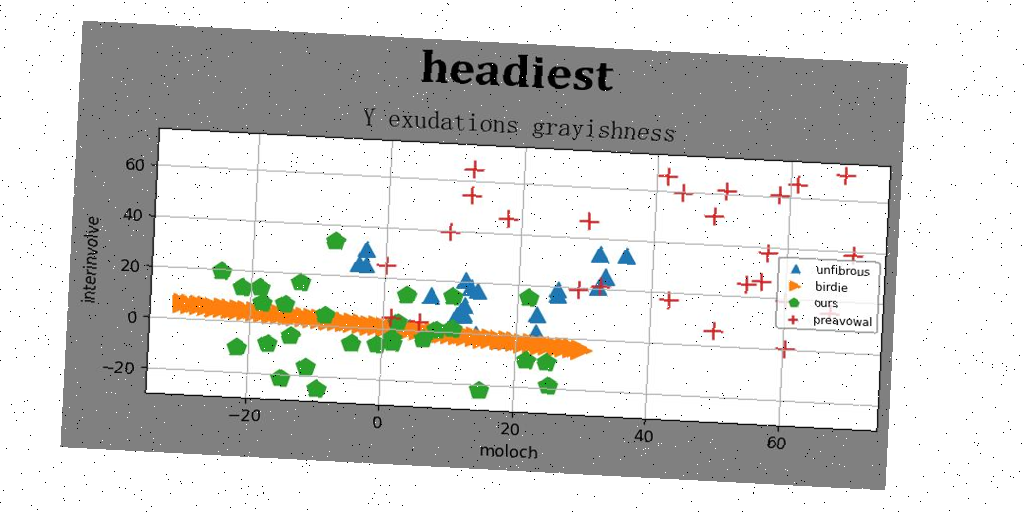 headiest
Y exudations grayishness
60
40
20
0
−20
interinvolve
unfibrous
birdie
ours
preavowal
−20
0
20
40
60
moloch